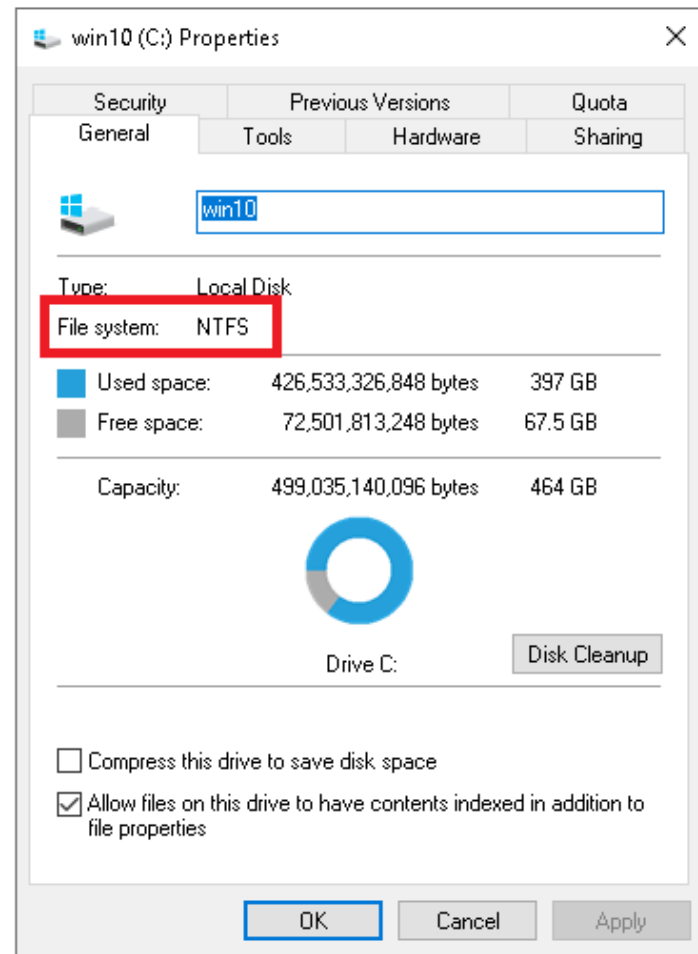 win10 (C:) Properties
Security Previous Versions Quota
General Tools Hardware Sharing
win10
Type: Local Disk
File system: NTFS
Used space: 426,533,326,848 bytes 397 GB
Free space: 72,501,813,248 bytes 67.5 GB
Capacity: 499,035,140,096 bytes 464 GB
Drive C:
Disk Cleanup
Compress this drive to save disk space
Allow files on this drive to have contents indexed in addition to
file properties
OK Cancel Apply